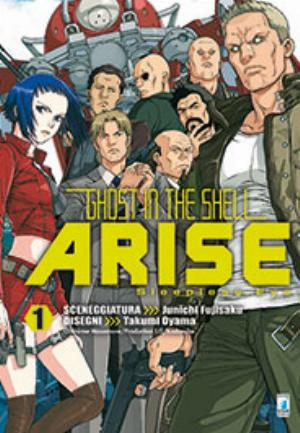 GHOST IN THE SHELL
ARISE
Sleepless Eye
1
SCENEGGIATURA >>> Junichi Fujisaku
DISEGNI >>> Takumi Oyama